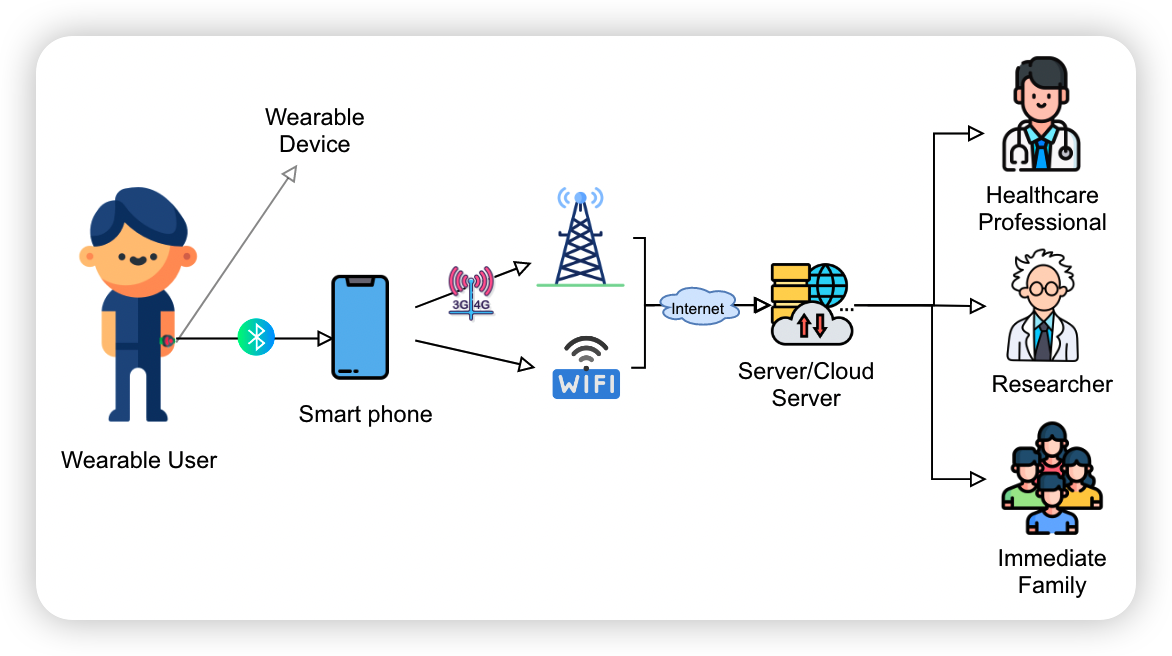 Wearable
Device
3G 4G
WIFI
Internet
Smart phone
Wearable User
Server/Cloud
Server
...
Healthcare
Professional
Researcher
Immediate
Family